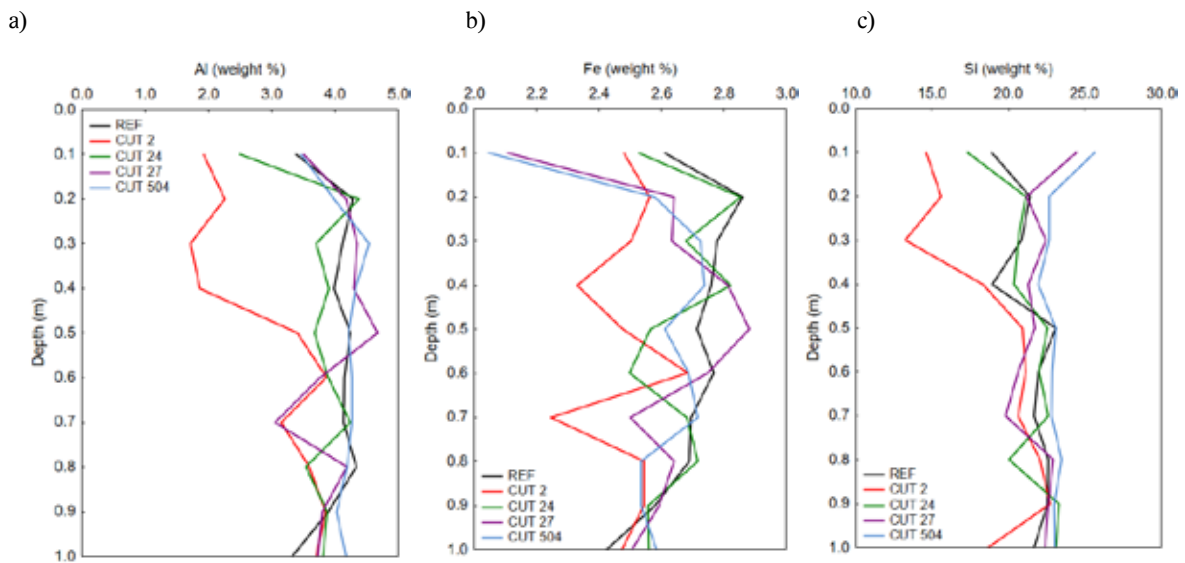 a)
b)
c)
Al (weight %)
0.0 1.0 2.0 3.0 4.0 5.0
Depth (m)
0.0
0.1
0.2
0.3
0.4
0.5
0.6
0.7
0.8
0.9
1.0
REF
CUT 2
CUT 24
CUT 27
CUT 504
Fe (weight %)
2.0 2.2 2.4 2.6 2.8 3.0
Depth (m)
0.0
0.1
0.2
0.3
0.4
0.5
0.6
0.7
0.8
0.9
1.0
REF
CUT 2
CUT 24
CUT 27
CUT 504
Si (weight %)
10.0 15.0 20.0 25.0 30.0
Depth (m)
0.0
0.1
0.2
0.3
0.4
0.5
0.6
0.7
0.8
0.9
1.0
REF
CUT 2
CUT 24
CUT 27
CUT 504